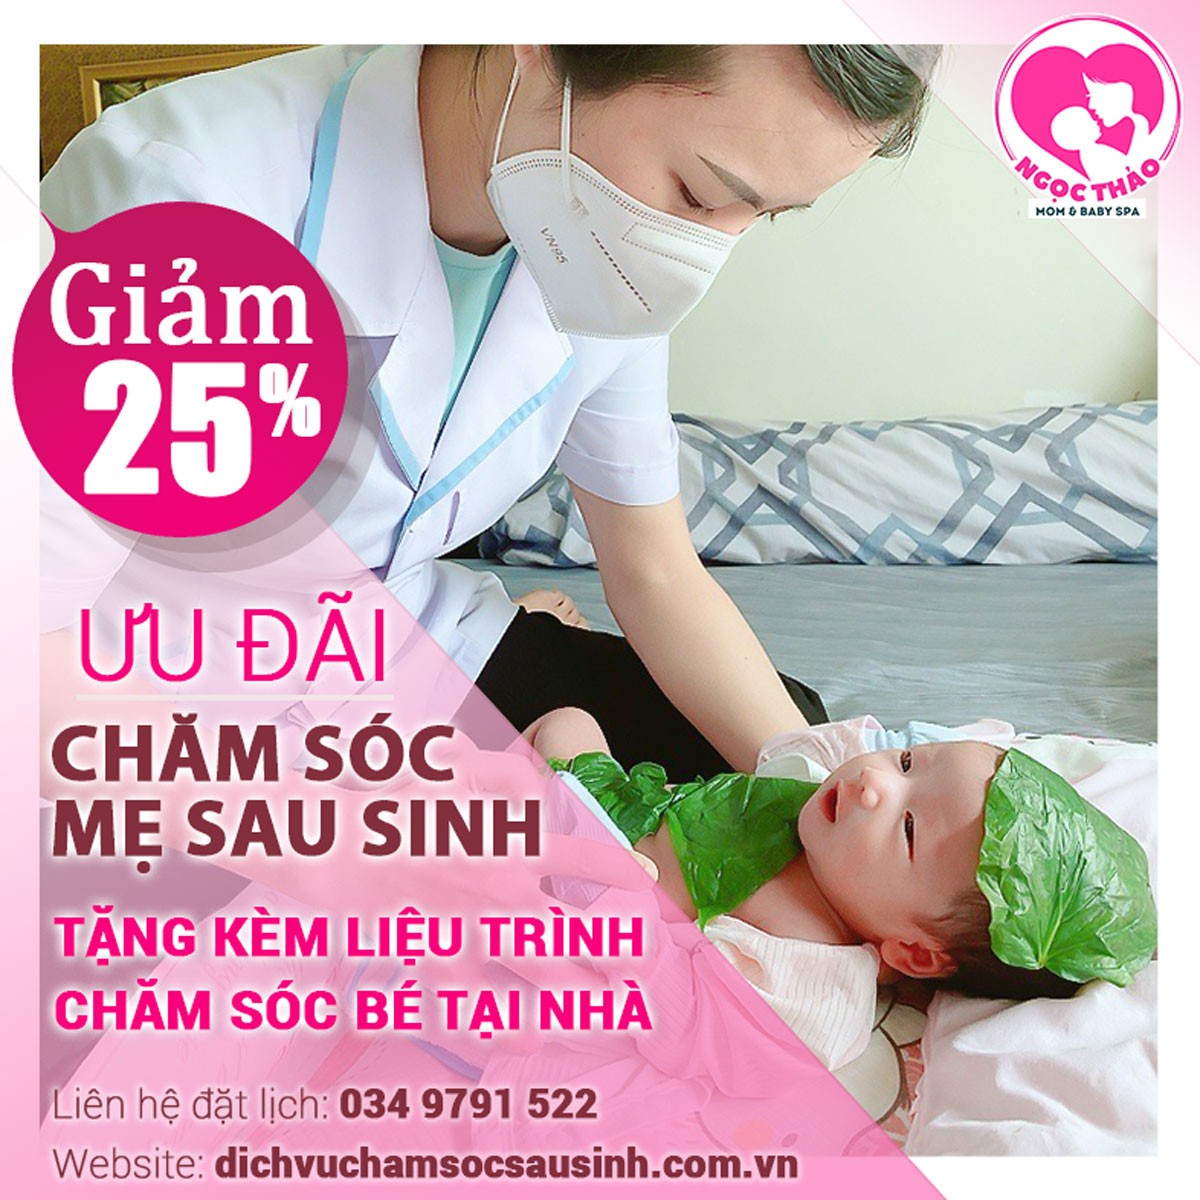 NGỌC THẢO
MOM & BABY SPA
VN95
Giảm
25%
ƯU ĐÃI
CHĂM SÓC
MẸ SAU SINH
TẶNG KÈM LIỆU TRÌNH
CHĂM SÓC BÉ TẠI NHÀ
Liên hệ đặt lịch: 034 9791 522
Website: dichvuchamsocsausinh.com.vn